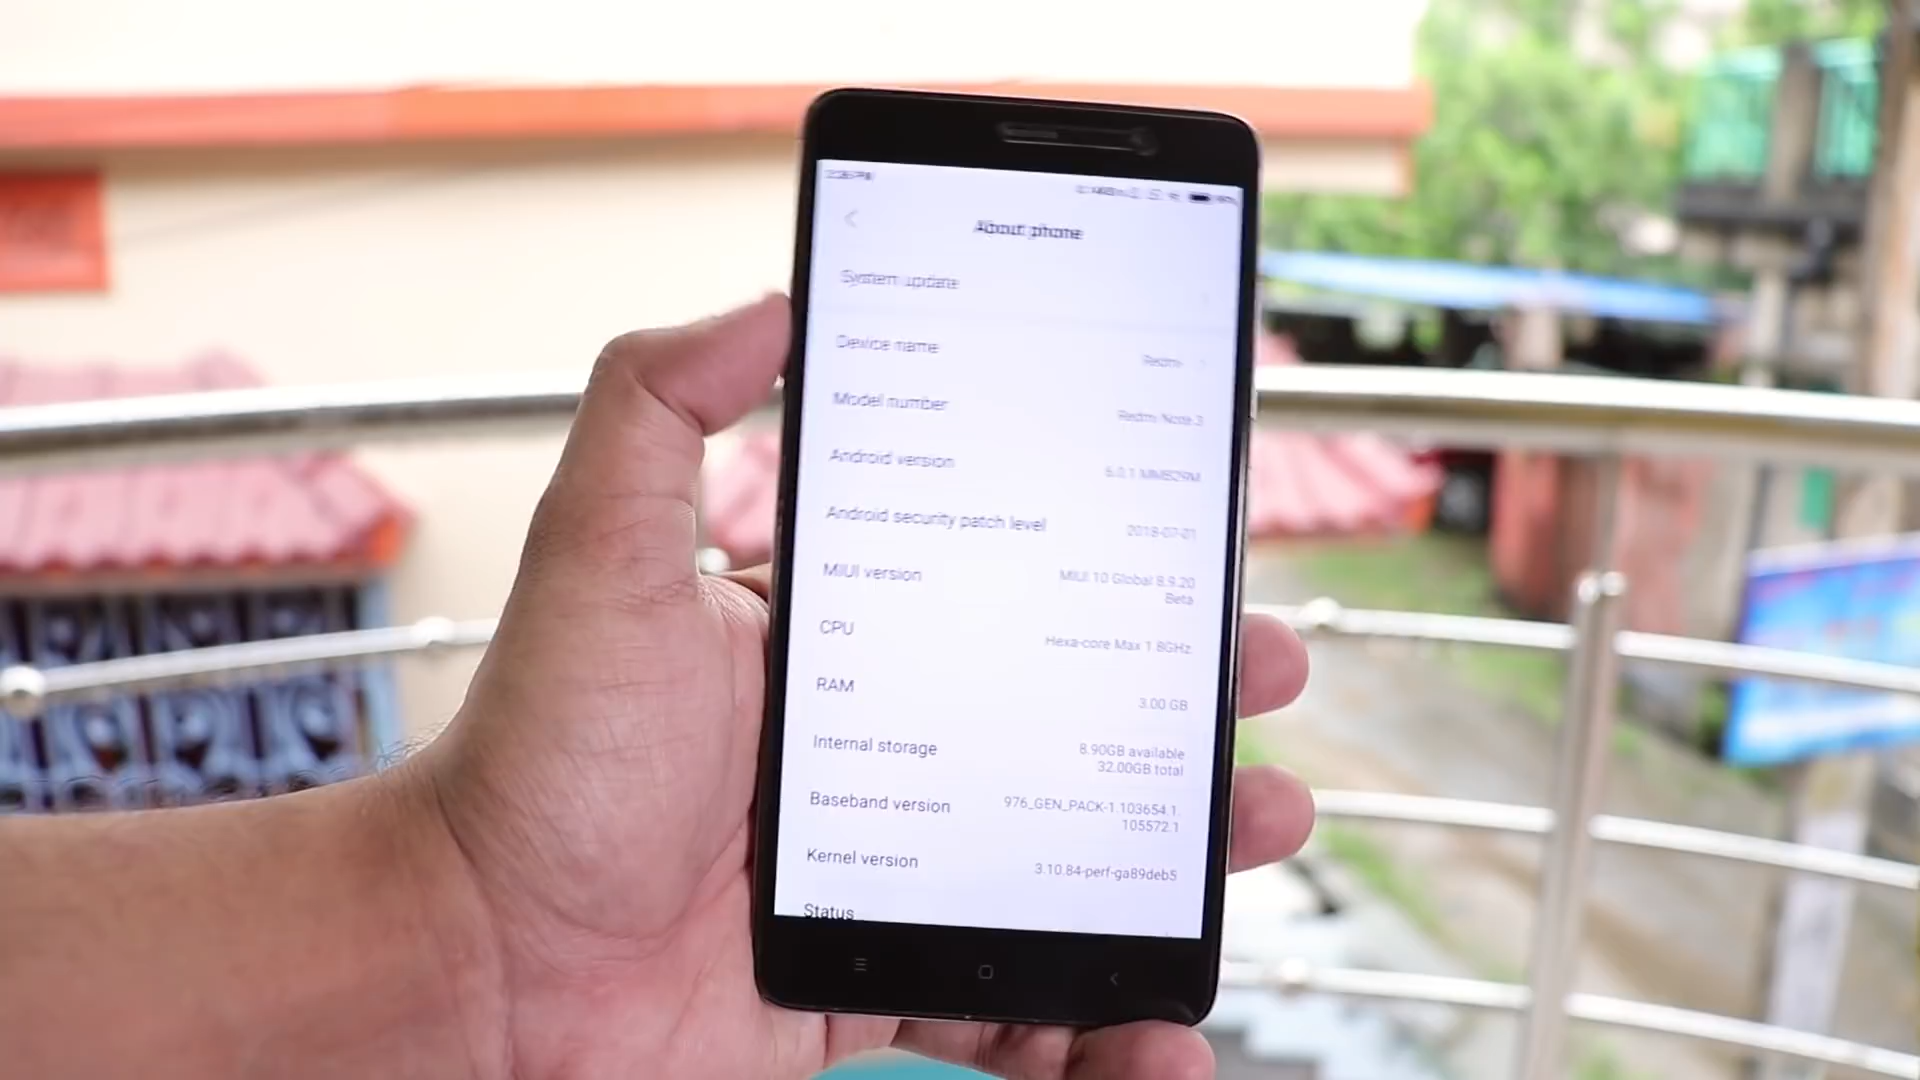 About phone
System update
Device name
Redmi
Model number
Redmi Note 3
Android version
6.0.1 MMB29M
Android security patch level
2018-07-01
MIUI version
MIUI 10 Global 8.9.20
Beta
CPU
Hexa-core Max 1.8GHz
RAM
3.00 GB
Internal storage
8.90GB available
32.00GB total
Baseband version
976_GEN_PACK-1.103654.1.
105572.1
Kernel version
3.10.84-perf-ga89deb5
Status